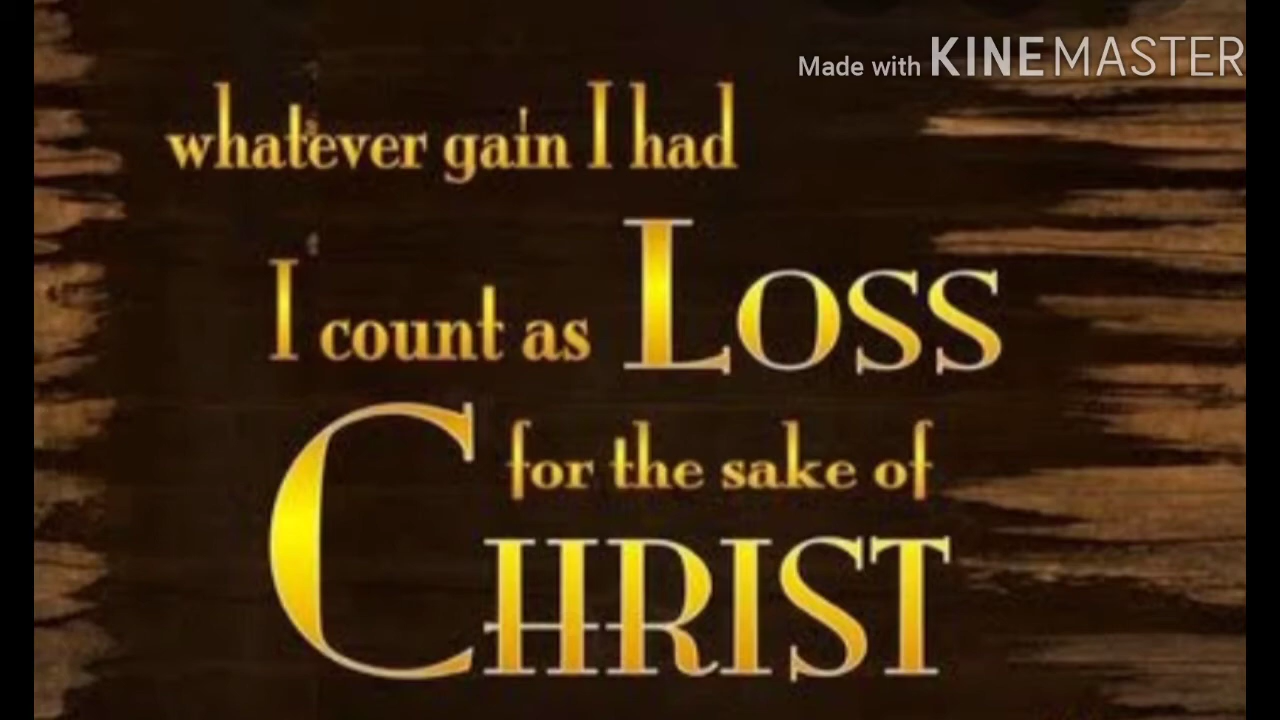 Made with KINEMASTER
whatever gain I had
I count as LOSS
for the sake of
CHRIST